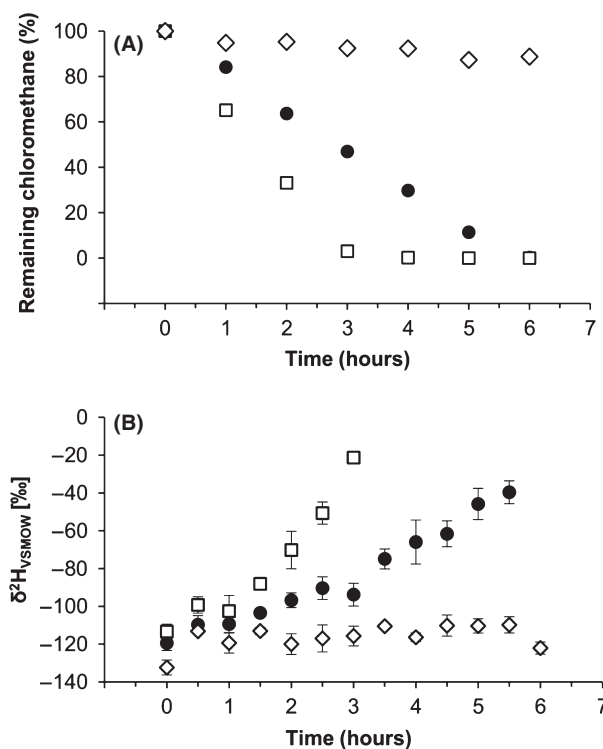 (A)
Remaining chloromethane (%)
100
80
60
40
20
0
0 1 2 3 4 5 6 7
Time (hours)
(B)
δ²H_VSMOW [‰]
0
−20
−40
−60
−80
−100
−120
−140
0 1 2 3 4 5 6 7
Time (hours)